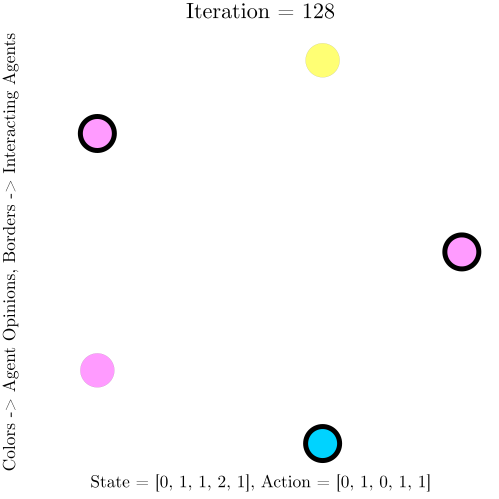 Iteration = 128
Colors -> Agent Opinions, Borders -> Interacting Agents
State = [0, 1, 1, 2, 1], Action = [0, 1, 0, 1, 1]